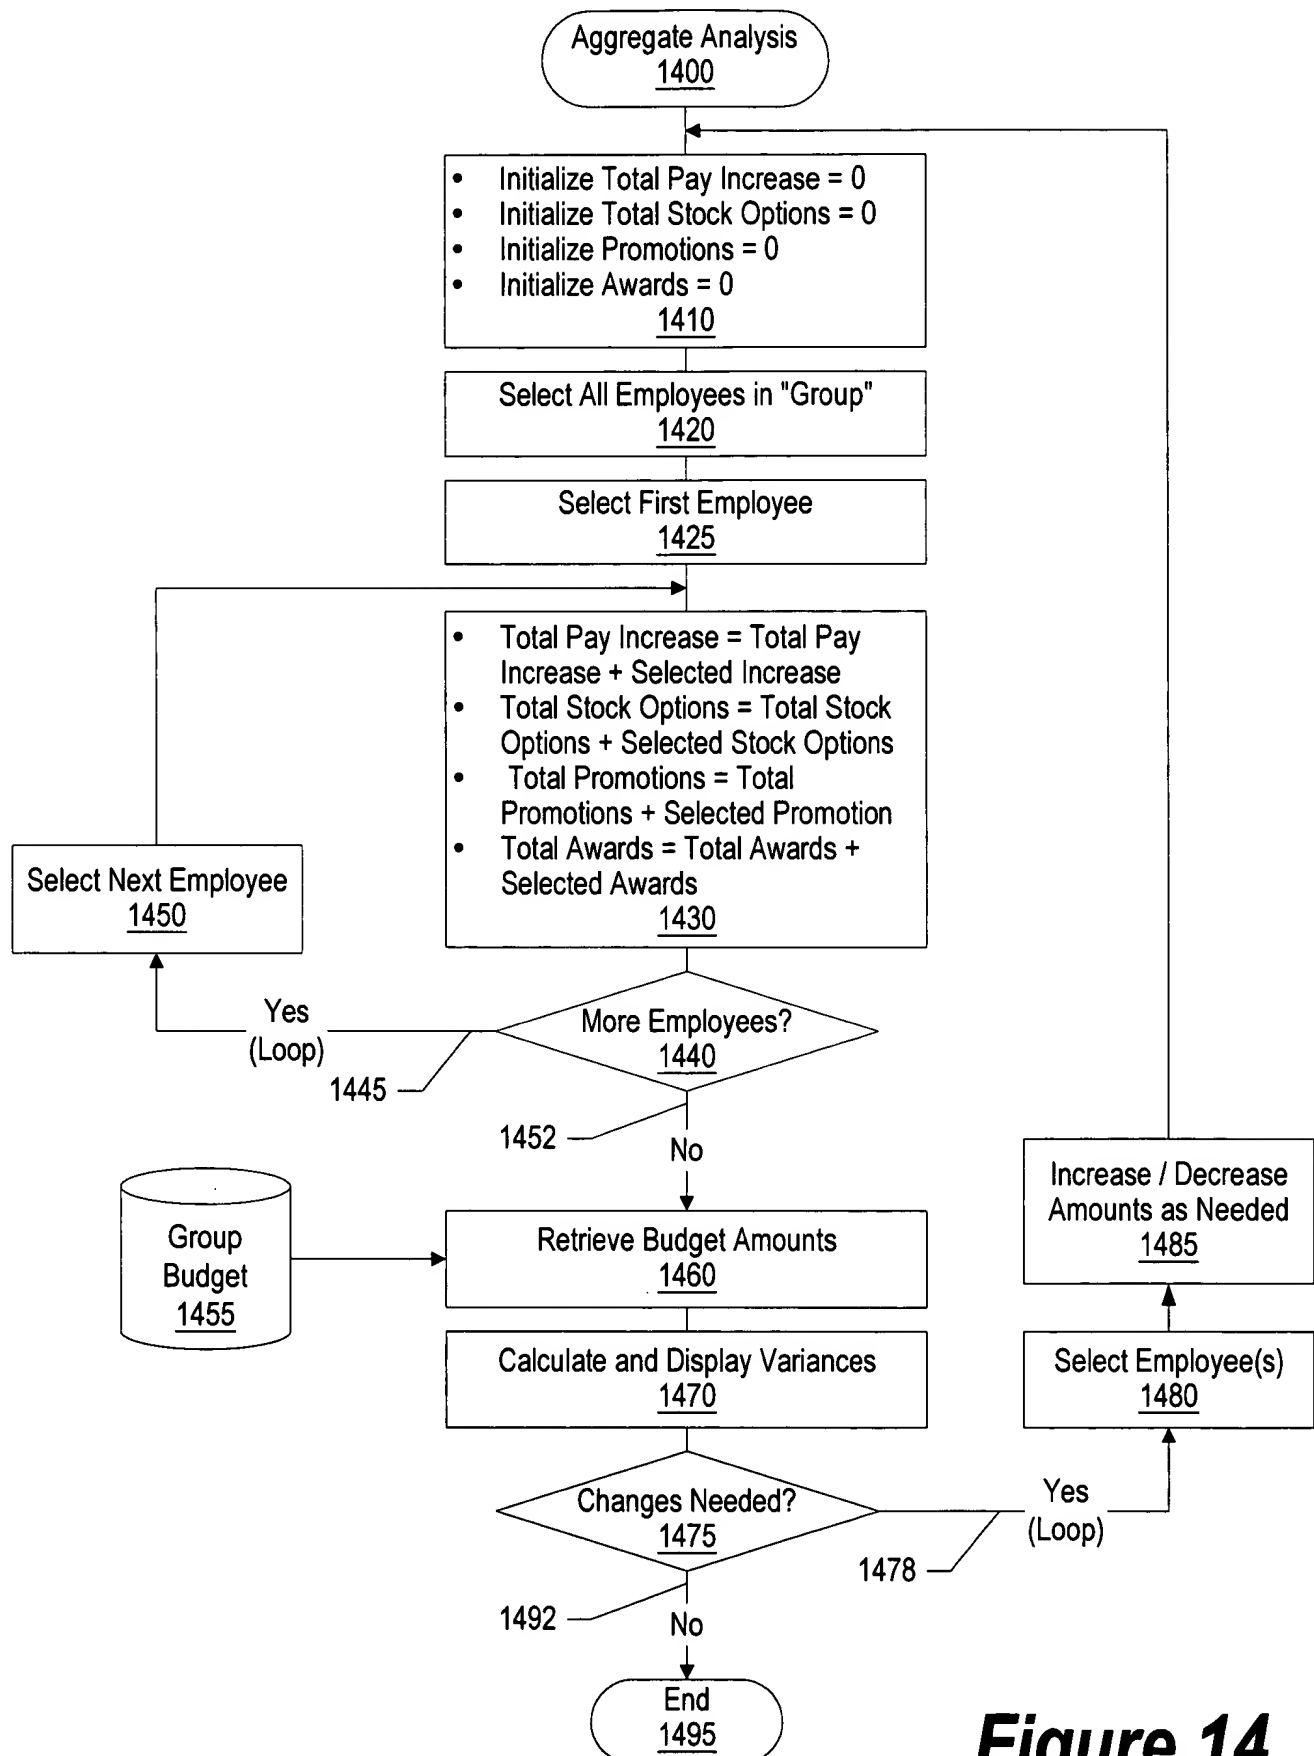 Aggregate Analysis
1400
• Initialize Total Pay Increase = 0
• Initialize Total Stock Options = 0
• Initialize Promotions = 0
• Initialize Awards = 0
1410
Select All Employees in "Group"
1420
Select First Employee
1425
• Total Pay Increase = Total Pay
Increase + Selected Increase
• Total Stock Options = Total Stock
Options + Selected Stock Options
• Total Promotions = Total
Promotions + Selected Promotion
• Total Awards = Total Awards +
Selected Awards
1430
Select Next Employee
1450
Yes
(Loop)
1445
More Employees?
1440
1452
No
Group
Budget
1455
Retrieve Budget Amounts
1460
Increase / Decrease
Amounts as Needed
1485
Calculate and Display Variances
1470
Select Employee(s)
1480
Changes Needed?
1475
Yes
(Loop)
1478
1492
No
End
1495
Figure 14